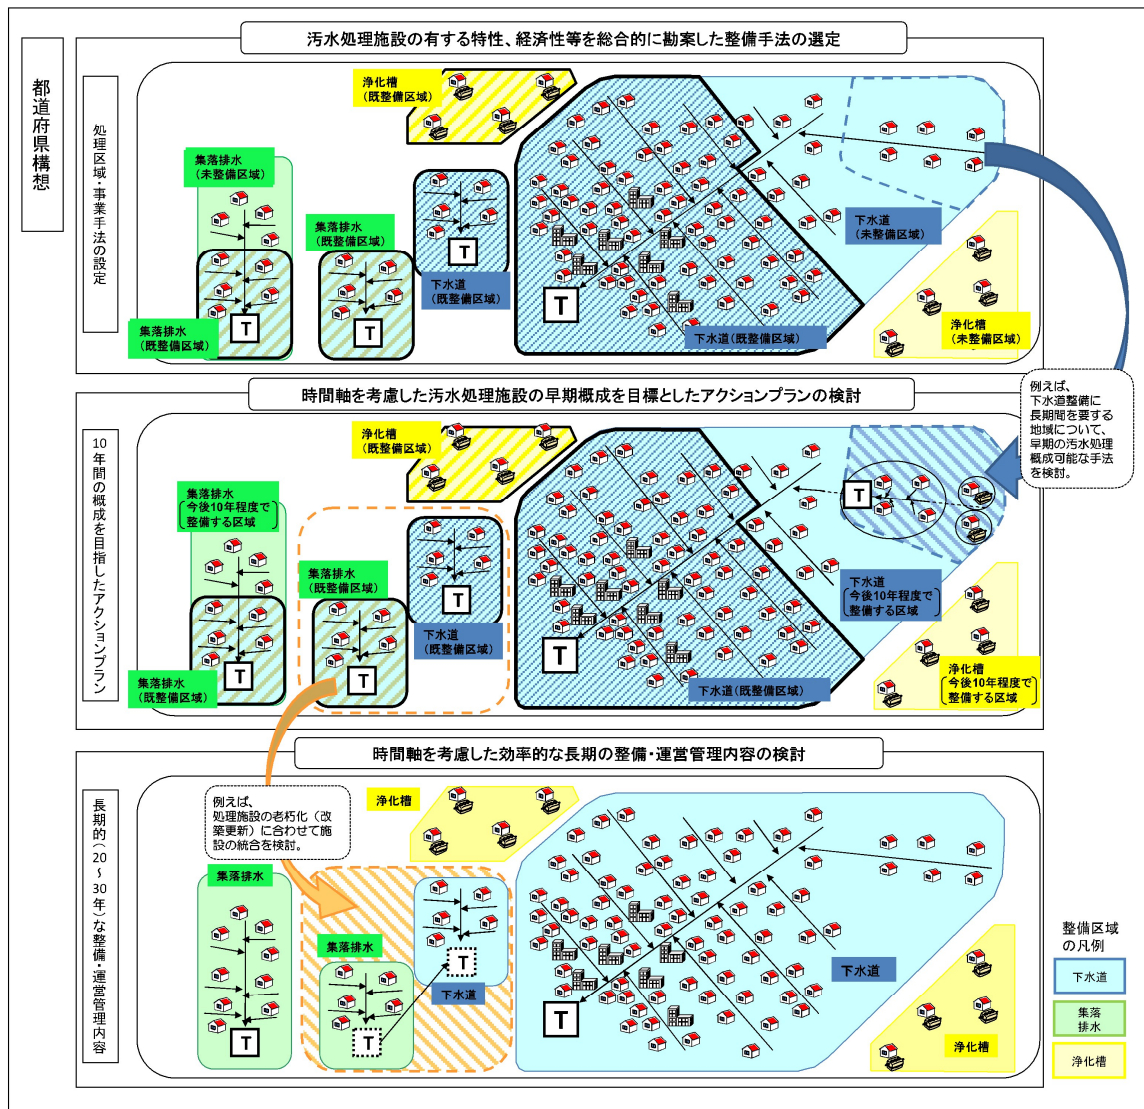 都道府県構想
汚水処理施設の有する特性、経済性等を総合的に勘案した整備手法の選定
処理区域・事業手法の設定
集落排水
（未整備区域）
集落排水
（既整備区域）
T
集落排水
（既整備区域）
T
浄化槽
（既整備区域）
T
下水道
（既整備区域）
T
下水道（既整備区域）
下水道
（未整備区域）
浄化槽
（未整備区域）
例えば、
下水道整備に
長期間を要する
地域について、
早期の汚水処理
概成可能な手法
を検討。
時間軸を考慮した汚水処理施設の早期概成を目標としたアクションプランの検討
10年間の概成を目指したアクションプラン
集落排水
今後10年程度で
整備する区域
集落排水
（既整備区域）
T
集落排水
（既整備区域）
T
浄化槽
（既整備区域）
T
下水道
（既整備区域）
T
下水道（既整備区域）
T
下水道
今後10年程度で
整備する区域
浄化槽
今後10年程度で
整備する区域
時間軸を考慮した効率的な長期の整備・運営管理内容の検討
長期的（20～30年）な整備・運営管理内容
例えば、
処理施設の老朽化（改
築更新）に合わせて施
設の統合を検討。
集落排水
T
集落排水
T
浄化槽
T
下水道
T
下水道
浄化槽
整備区域
の凡例
下水道
集落
排水
浄化槽